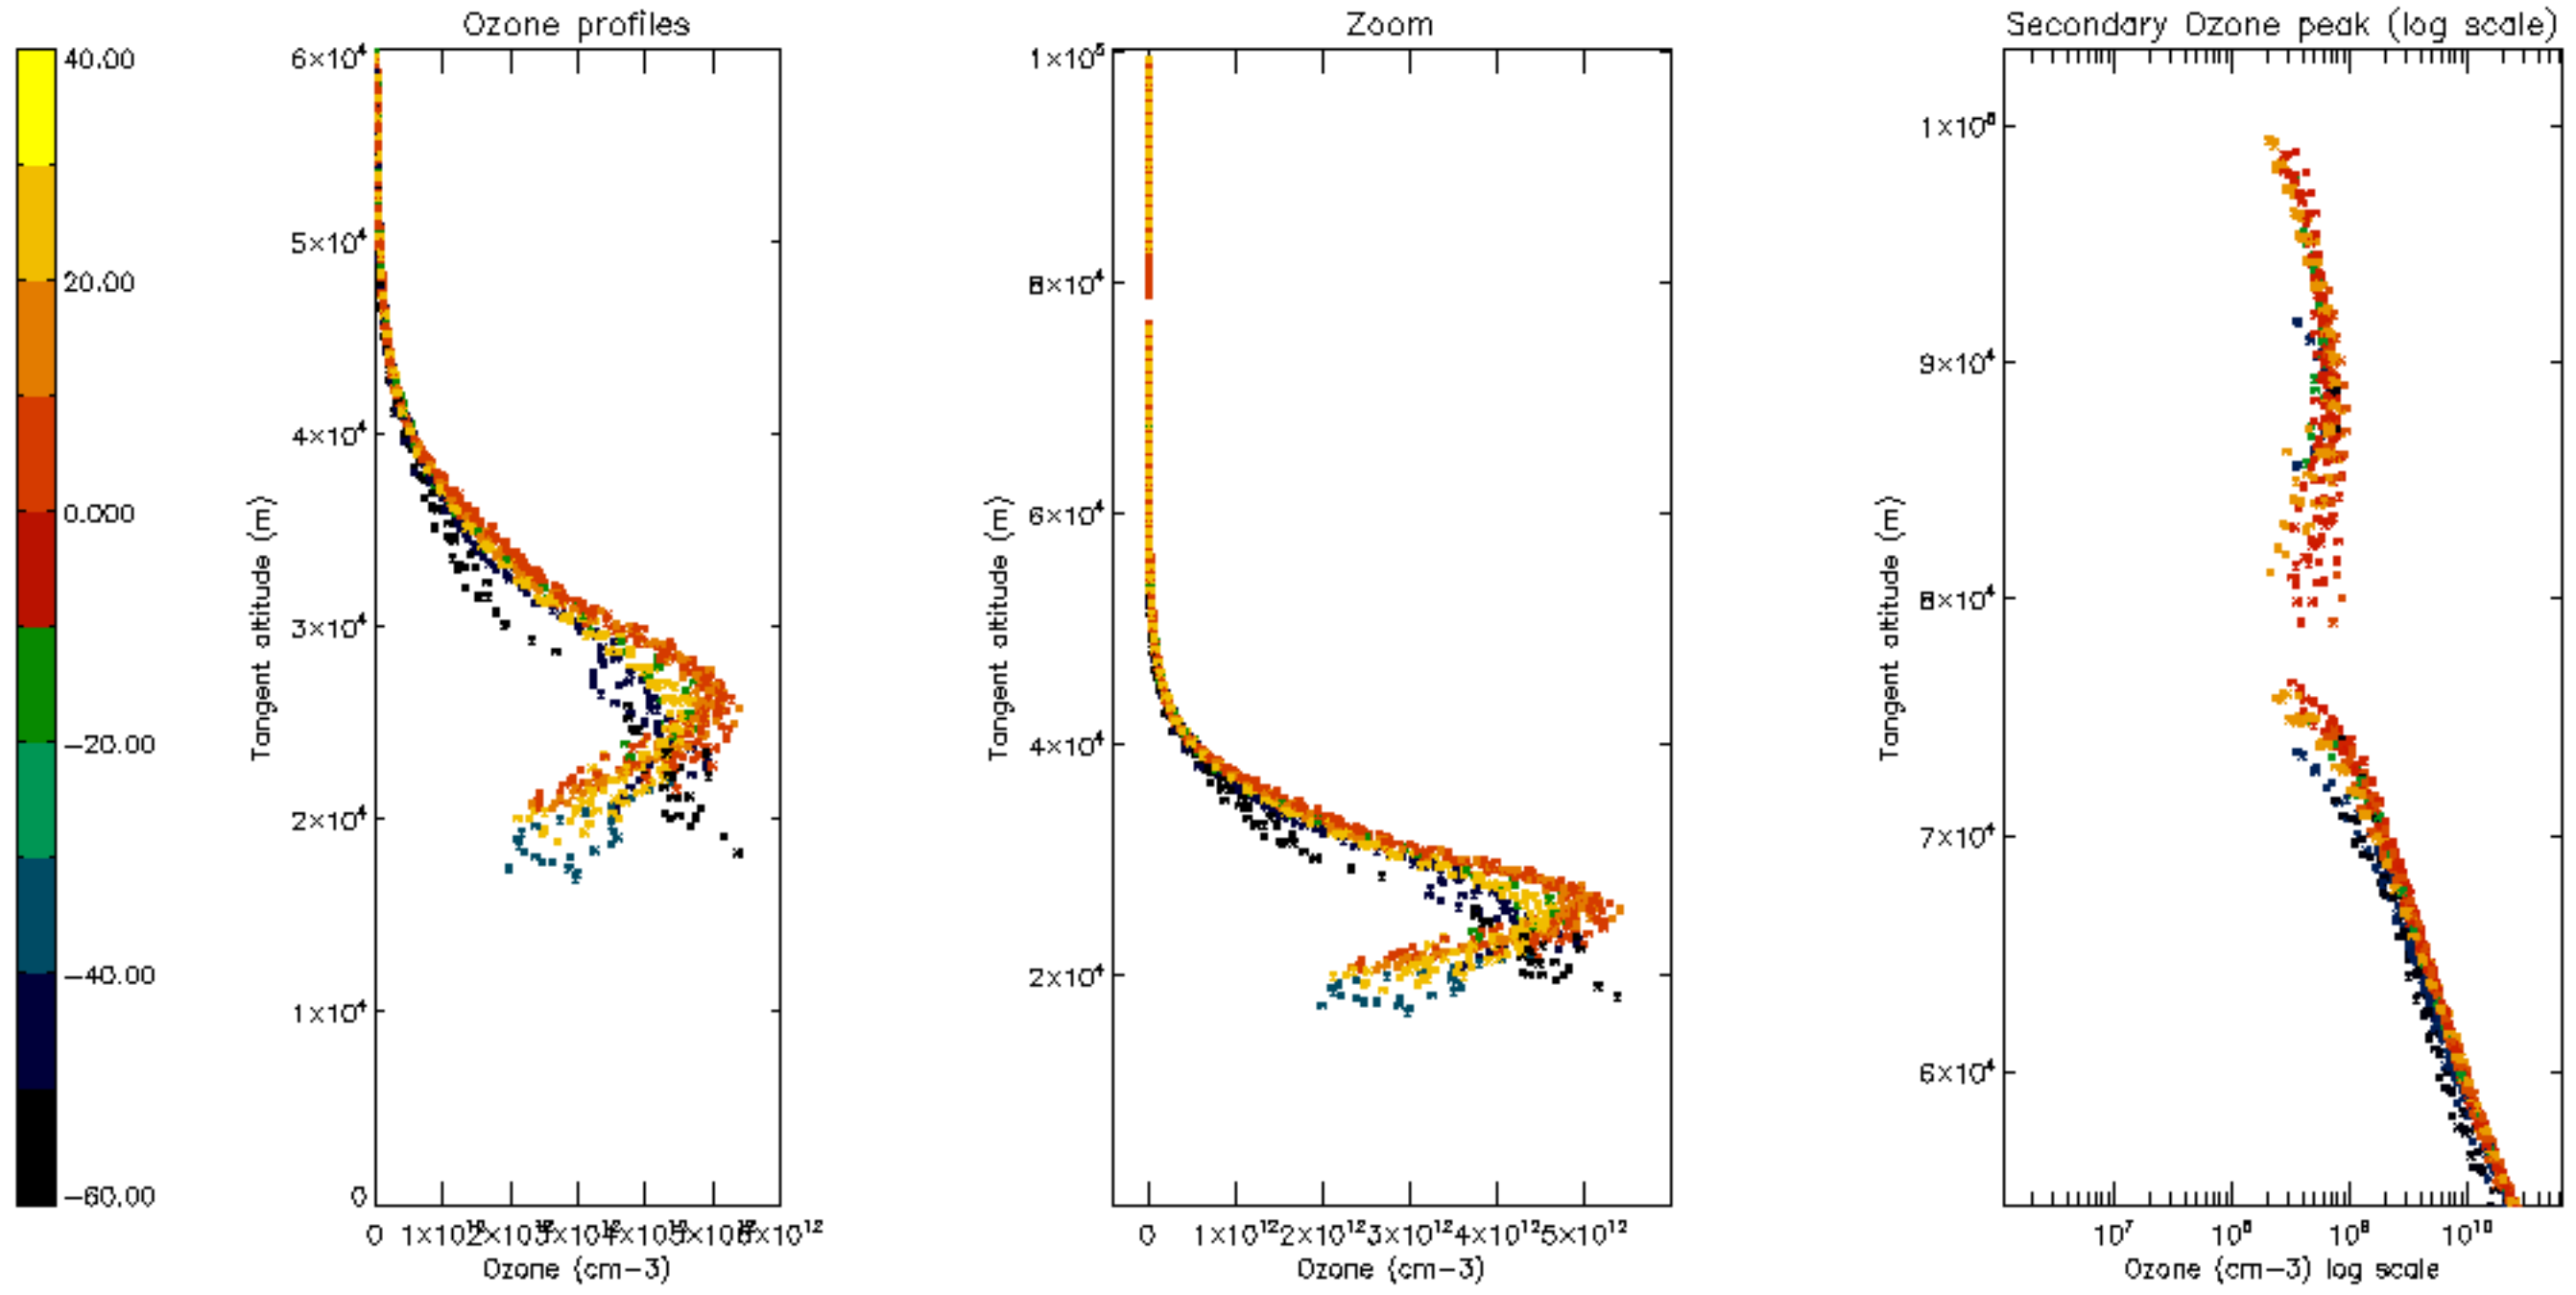 Ozone profiles
Zoom
Secondary Ozone peak (log scale)
40.00
20.00
0.000
−20.00
−40.00
−60.00
Tangent altitude (m)
6×10⁴
5×10⁴
4×10⁴
3×10⁴
2×10⁴
1×10⁴
0
0
6×10¹²
Ozone (cm−3)
Tangent altitude (m)
1×10⁵
8×10⁴
6×10⁴
4×10⁴
2×10⁴
0 1×10¹² 2×10¹² 3×10¹² 4×10¹² 5×10¹²
Ozone (cm−3)
Tangent altitude (m)
1×10⁵
9×10⁴
8×10⁴
7×10⁴
6×10⁴
10⁷ 10⁸ 10⁹ 10¹⁰
Ozone (cm−3) log scale